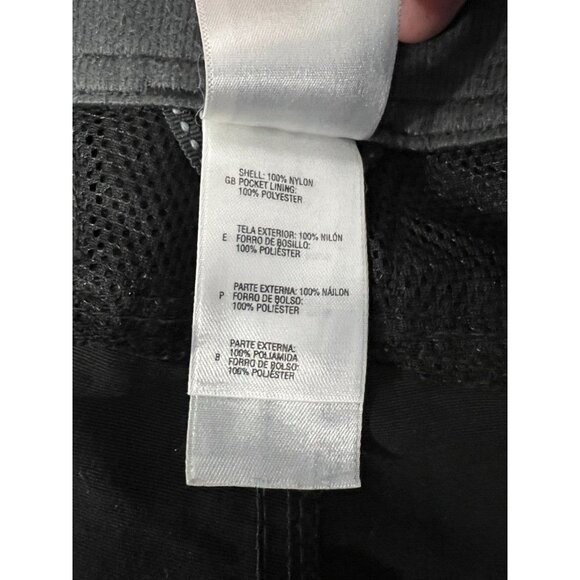 SHELL: 100% NYLON
GB POCKET LINING:
100% POLYESTER
TELA EXTERIOR: 100% NILÓN
E FORRO DE BOSILLO:
100% POLIÉSTER
PARTE EXTERNA: 100% NÁILON
P FORRO DE BOLSO:
100% POLIÉSTER
PARTE EXTERNA:
100% POLIAMIDA
B FORRO DE BOLSO:
100% POLIÉSTER